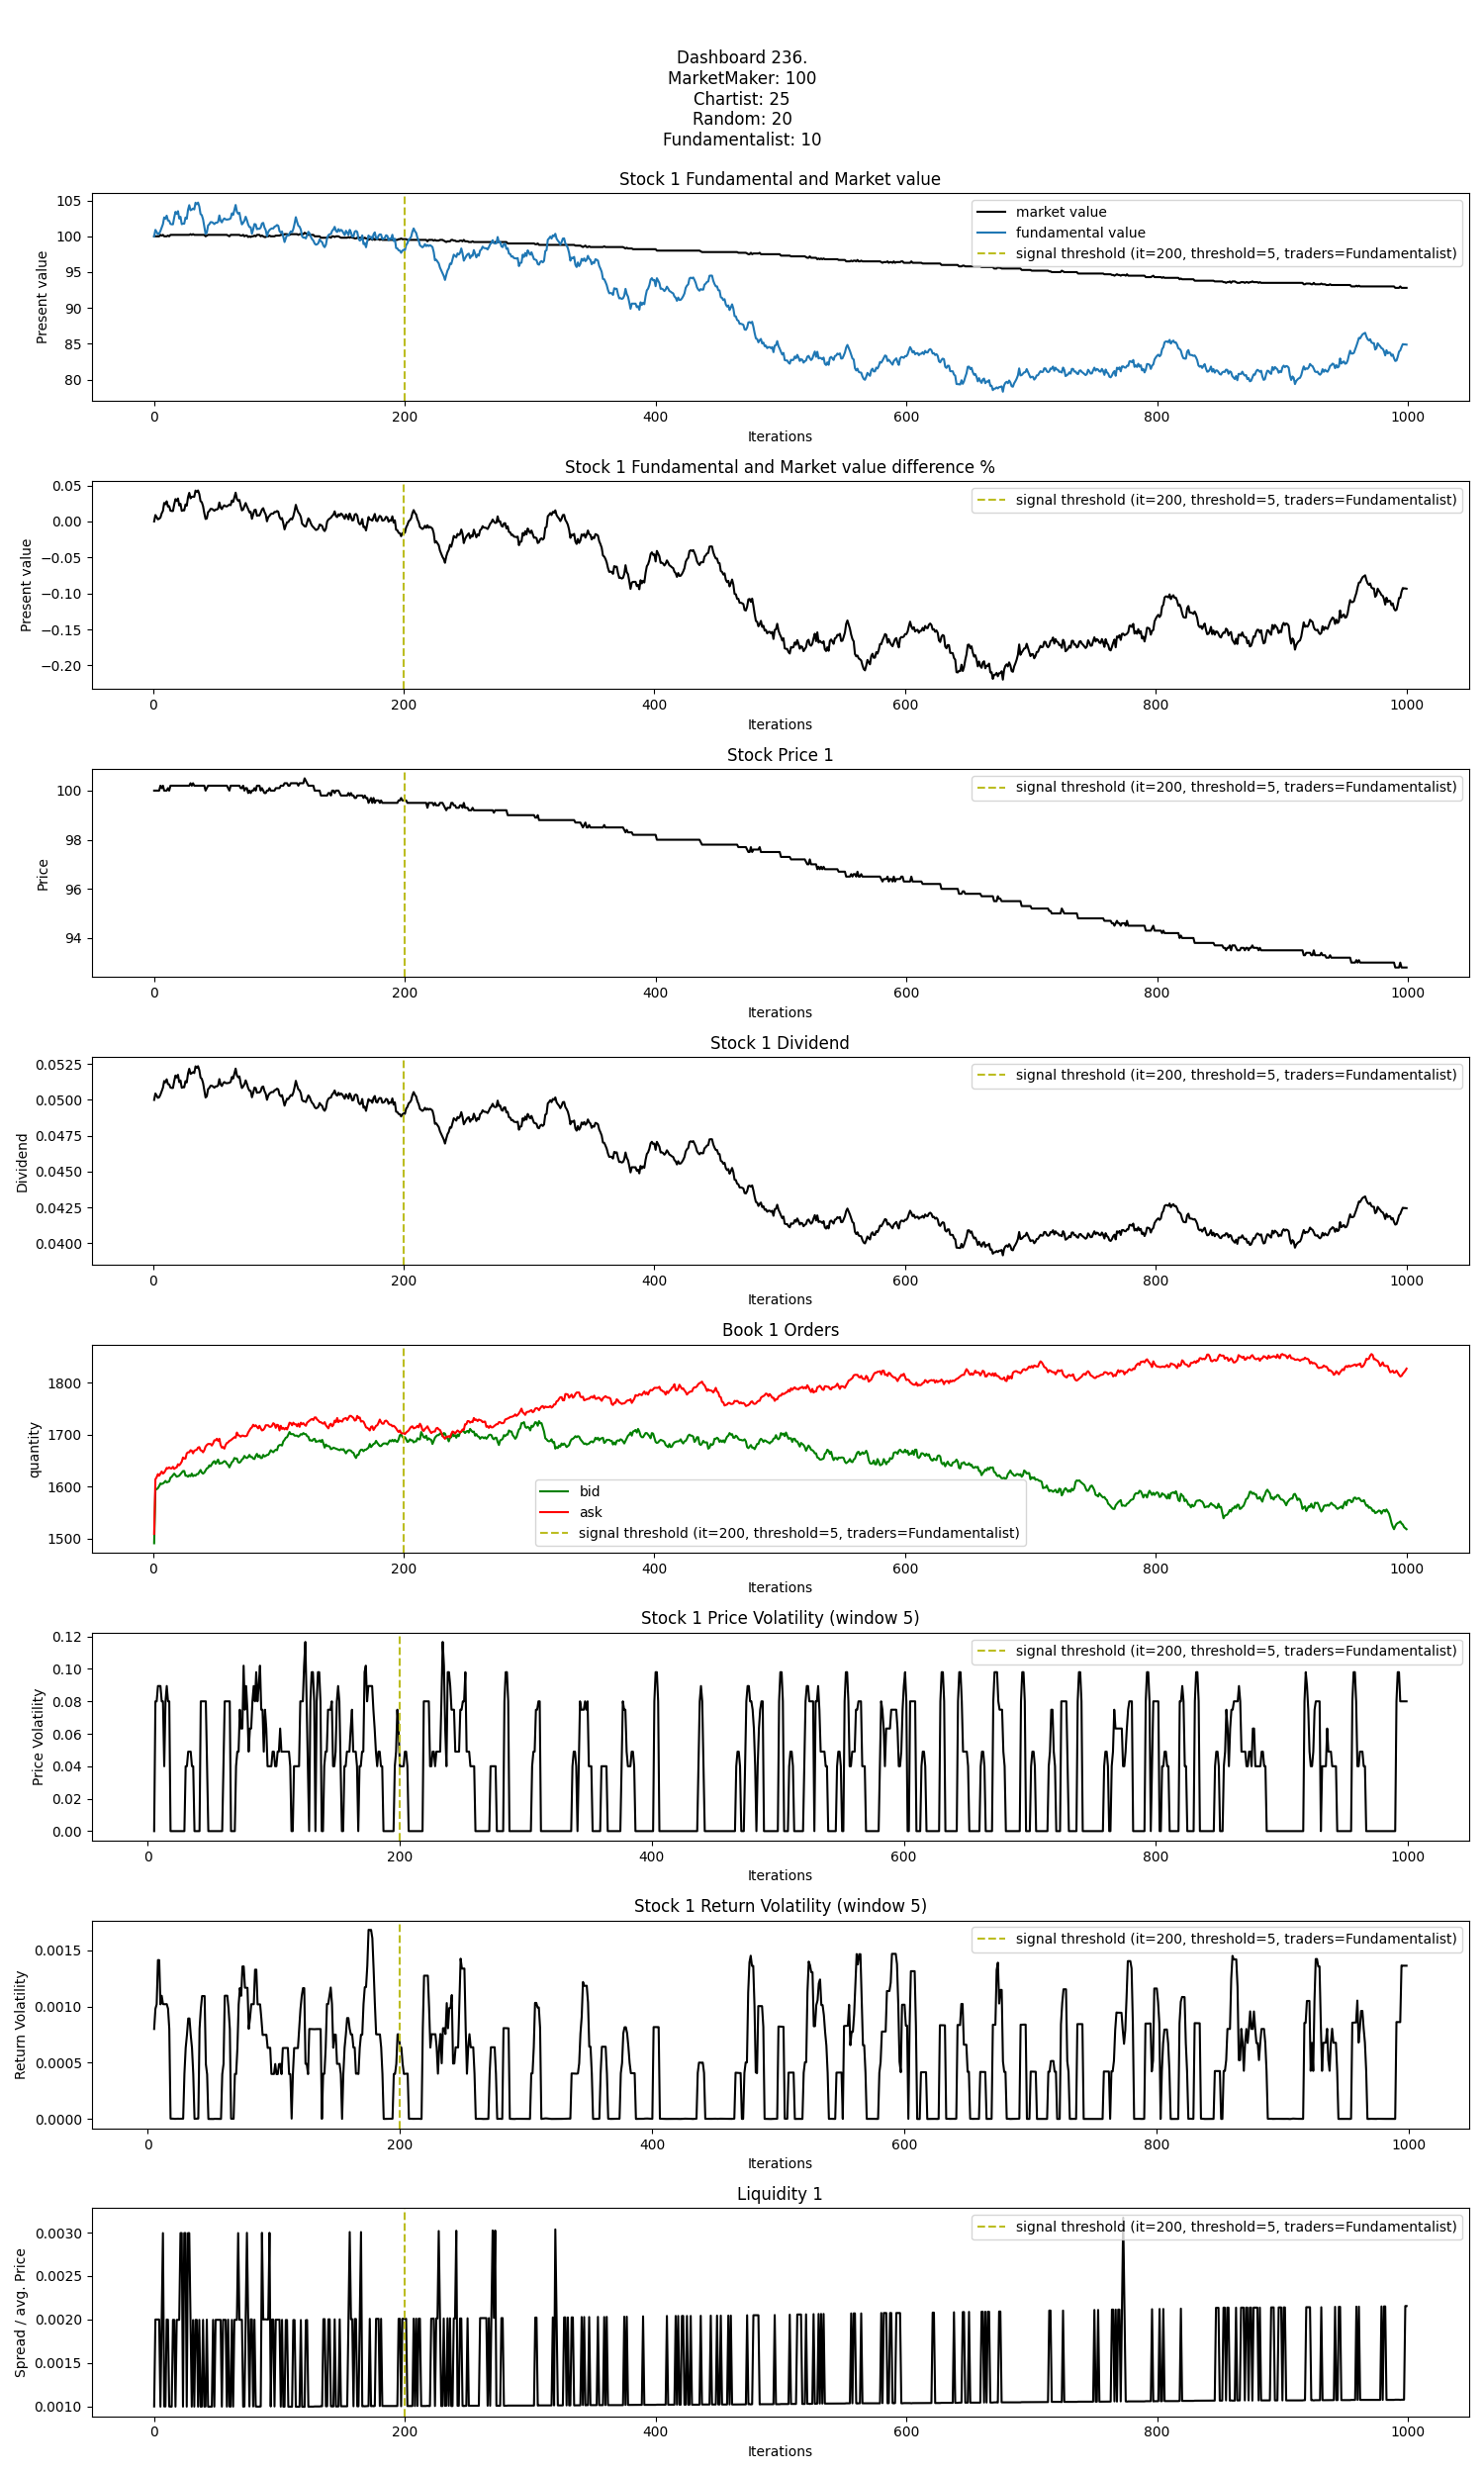 Dashboard 236.
MarketMaker: 100
Chartist: 25
Random: 20
Fundamentalist: 10
Stock 1 Fundamental and Market value
105
100
95
90
85
80
Present value
market value
fundamental value
signal threshold (it=200, threshold=5, traders=Fundamentalist)
0 200 400 600 800 1000
Iterations
Stock 1 Fundamental and Market value difference %
0.05
0.00
−0.05
−0.10
−0.15
−0.20
Present value
signal threshold (it=200, threshold=5, traders=Fundamentalist)
0 200 400 600 800 1000
Iterations
Stock Price 1
100
98
96
94
Price
signal threshold (it=200, threshold=5, traders=Fundamentalist)
0 200 400 600 800 1000
Iterations
Stock 1 Dividend
0.0525
0.0500
0.0475
0.0450
0.0425
0.0400
Dividend
signal threshold (it=200, threshold=5, traders=Fundamentalist)
0 200 400 600 800 1000
Iterations
Book 1 Orders
1800
1700
1600
1500
quantity
bid
ask
signal threshold (it=200, threshold=5, traders=Fundamentalist)
0 200 400 600 800 1000
Iterations
Stock 1 Price Volatility (window 5)
0.12
0.10
0.08
0.06
0.04
0.02
0.00
Price Volatility
signal threshold (it=200, threshold=5, traders=Fundamentalist)
0 200 400 600 800 1000
Iterations
Stock 1 Return Volatility (window 5)
0.0015
0.0010
0.0005
0.0000
Return Volatility
signal threshold (it=200, threshold=5, traders=Fundamentalist)
0 200 400 600 800 1000
Iterations
Liquidity 1
0.0030
0.0025
0.0020
0.0015
0.0010
Spread / avg. Price
signal threshold (it=200, threshold=5, traders=Fundamentalist)
0 200 400 600 800 1000
Iterations